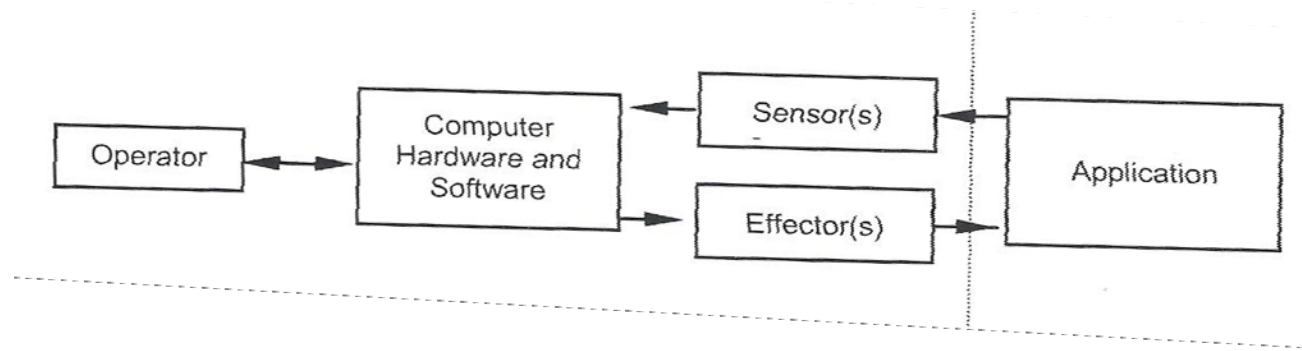 Operator
Computer
Hardware and
Software
Sensor(s)
Effector(s)
Application